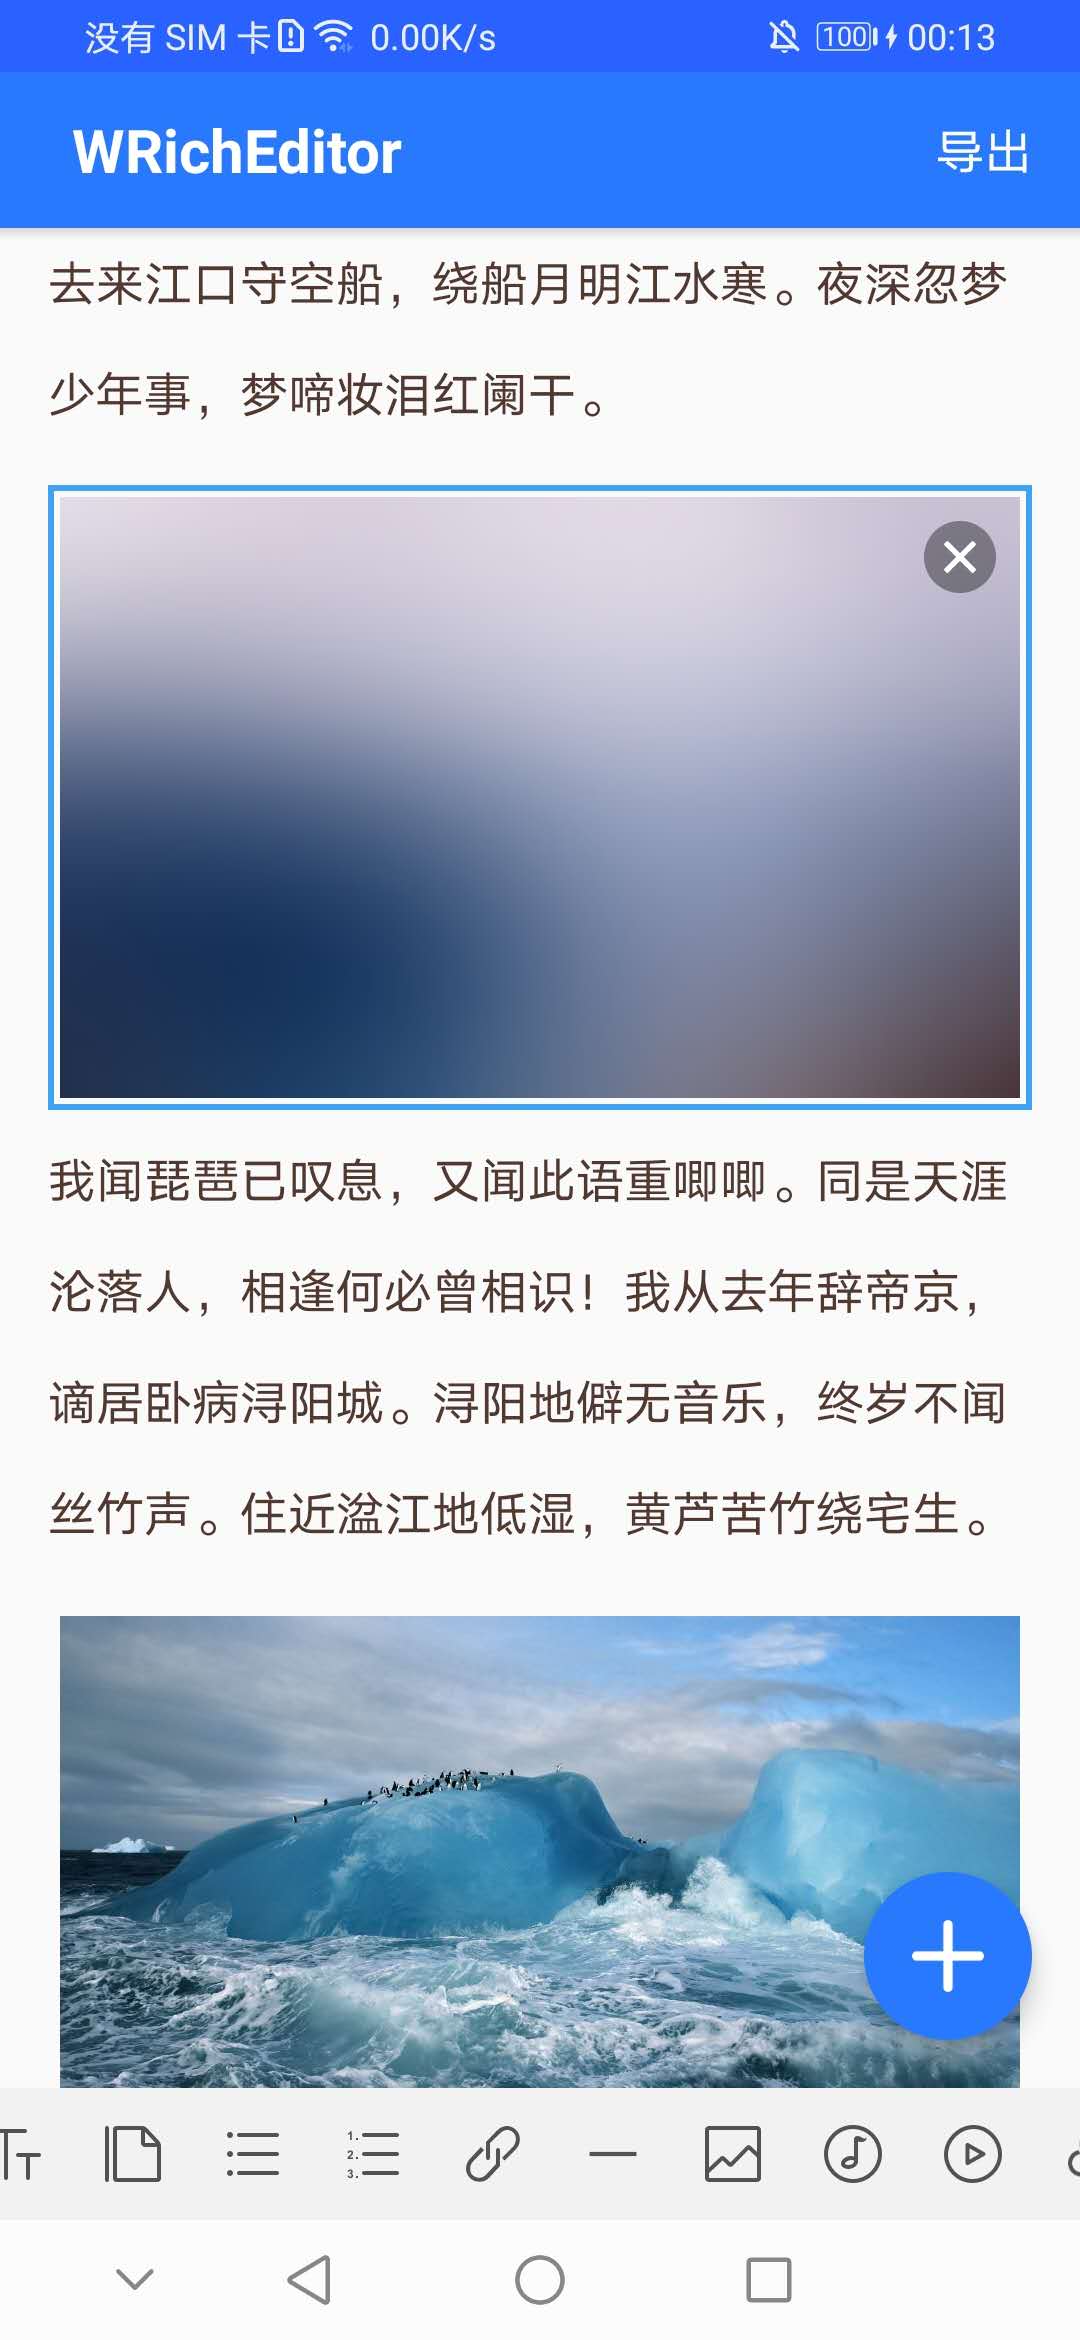 没有 SIM 卡 0.00K/s 100 00:13
WRichEditor 导出
去来江口守空船，绕船月明江水寒。夜深忽梦
少年事，梦啼妆泪红阑干。
我闻琵琶已叹息，又闻此语重唧唧。同是天涯
沦落人，相逢何必曾相识！我从去年辞帝京，
谪居卧病浔阳城。浔阳地僻无音乐，终岁不闻
丝竹声。住近湓江地低湿，黄芦苦竹绕宅生。